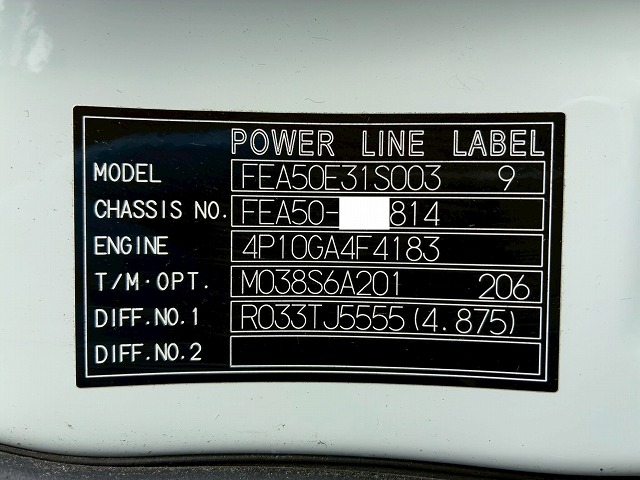 POWER LINE LABEL
MODEL FEA50E31S003 9
CHASSIS NO. FEA50- 814
ENGINE 4P10GA4F4183
T/M·OPT. M038S6A201 206
DIFF.NO.1 R033TJ5555(4.875)
DIFF.NO.2